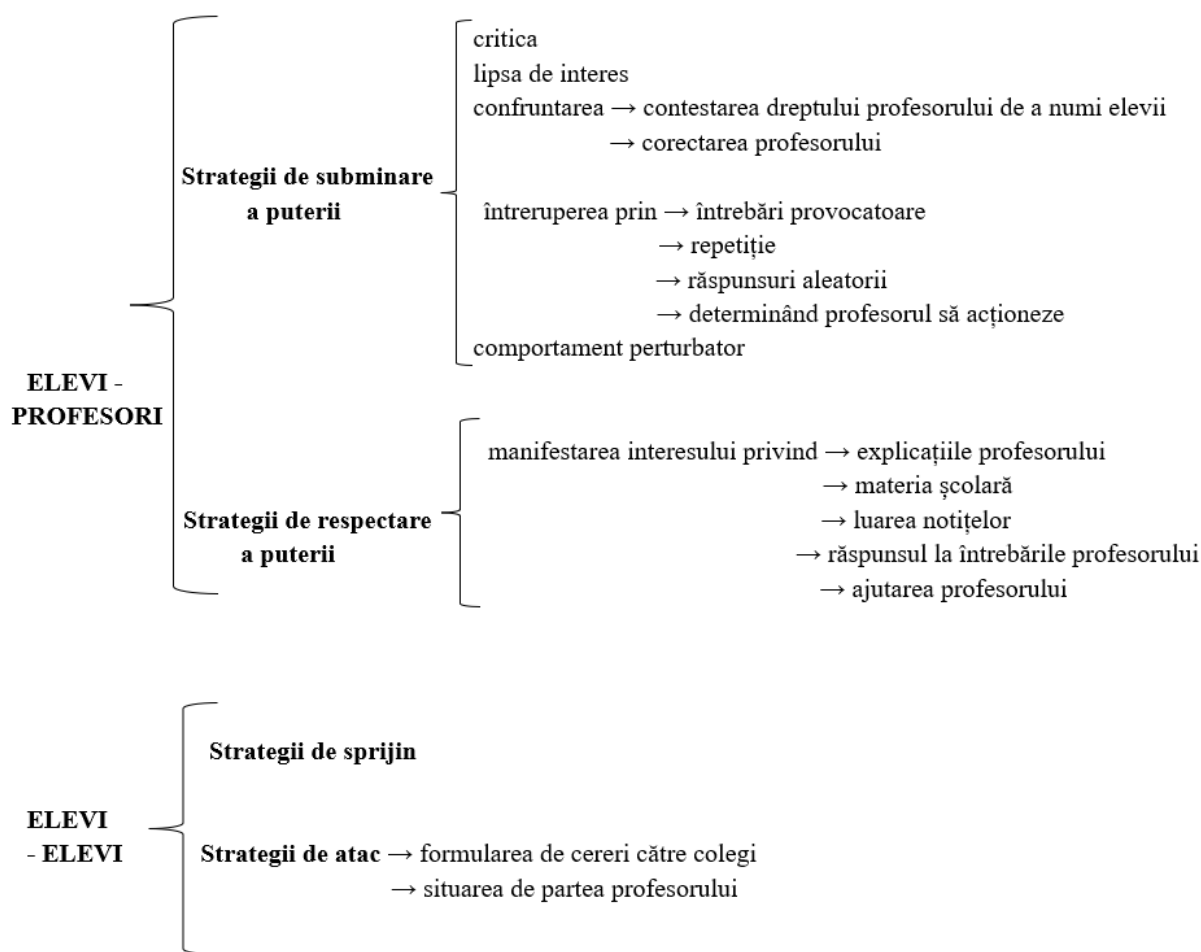 critica
lipsa de interes
confruntarea → contestarea dreptului profesorului de a numi elevii
→ corectarea profesorului
Strategii de subminare
a puterii
întreruperea prin → întrebări provocatoare
→ repetiție
→ răspunsuri aleatorii
→ determinând profesorul să acționeze
comportament perturbator
ELEVI -
PROFESORI
manifestarea interesului privind → explicațiile profesorului
→ materia școlară
→ luarea notițelor
→ răspunsul la întrebările profesorului
→ ajutarea profesorului
Strategii de respectare
a puterii
Strategii de sprijin
ELEVI
- ELEVI
Strategii de atac → formularea de cereri către colegi
→ situarea de partea profesorului